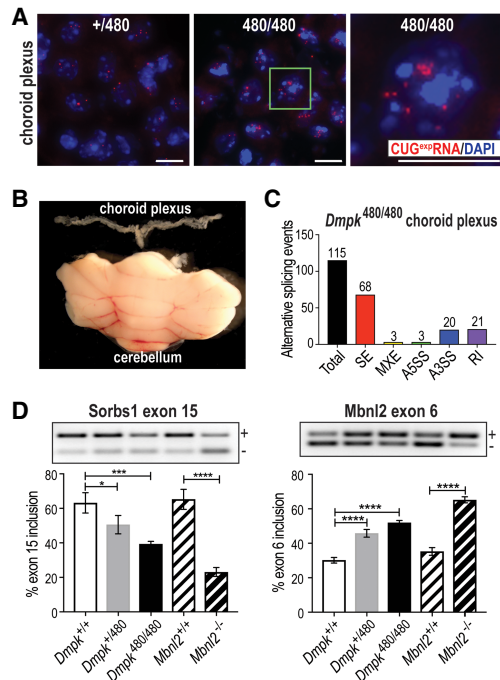 A
+/480
480/480
480/480
choroid plexus
CUGexpRNA/DAPI
B
choroid plexus
cerebellum
C
Dmpk480/480 choroid plexus
Alternative splicing events
150
100
50
0
115
68
3
3
20
21
Total
SE
MXE
A5SS
A3SS
RI
D
Sorbs1 exon 15
+
-
% exon 15 inclusion
80
60
40
20
0
*
***
****
Dmpk+/+
Dmpk+/480
Dmpk480/480
Mbnl2+/+
Mbnl2-/-
Mbnl2 exon 6
+
-
% exon 6 inclusion
80
60
40
20
0
****
****
****
Dmpk+/+
Dmpk+/480
Dmpk480/480
Mbnl2+/+
Mbnl2-/-